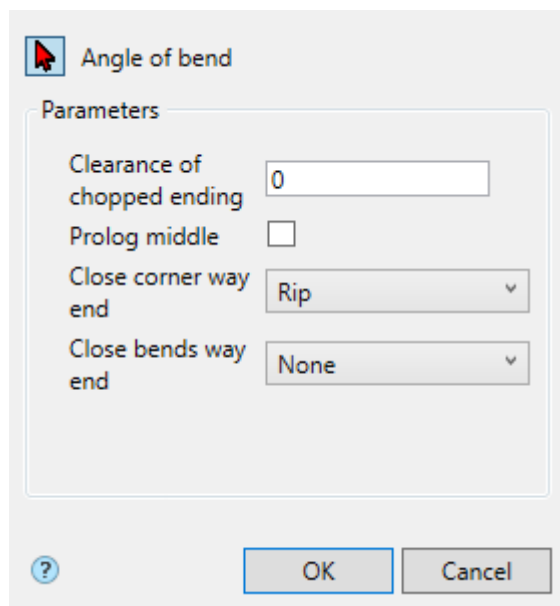 Angle of bend
Parameters
Clearance of
chopped ending
0
Prolog middle
Close corner way
end
Rip
Close bends way
end
None
?
OK
Cancel